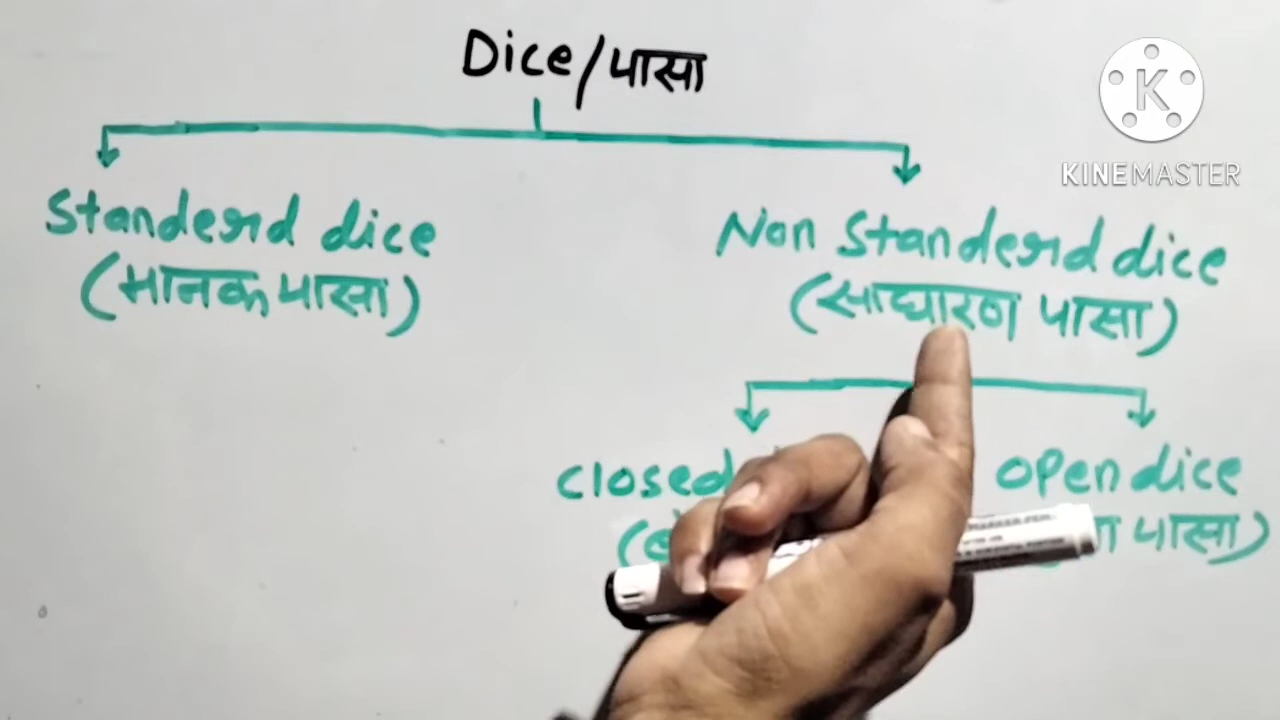 Dice/पासा
Standerd dice
(मानक पासा)
Non Standerd dice
(साधारण पासा)
closed
open dice
पासा)
KINEMASTER